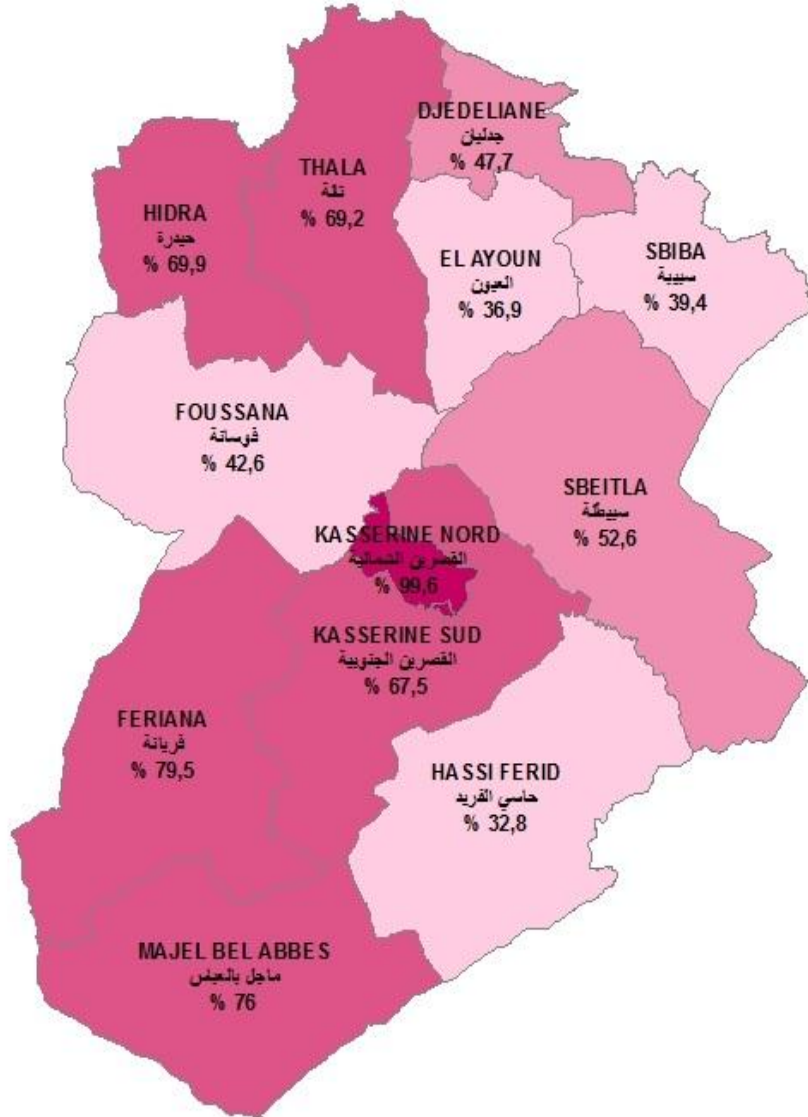 DJEDELIANE
جدليان
% 47,7
THALA
تالة
% 69,2
HIDRA
حيدرة
% 69,9
EL AYOUN
العيون
% 36,9
SBIBA
سبيبة
% 39,4
FOUSSANA
فوسانة
% 42,6
SBEITLA
سبيطلة
% 52,6
KASSERINE NORD
القصرين الشمالية
% 99,6
KASSERINE SUD
القصرين الجنوبية
% 67,5
FERIANA
فريانة
% 79,5
HASSI FERID
حاسي الفريد
% 32,8
MAJEL BEL ABBES
ماجل بالعباس
% 76